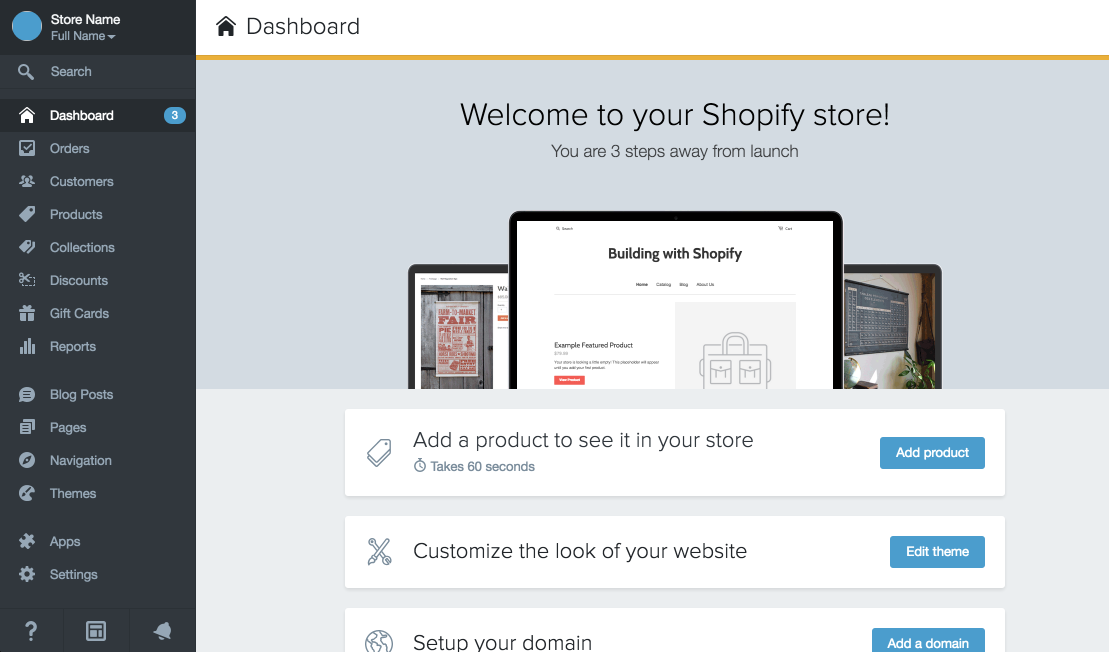 Store Name
Full Name
Search
Dashboard 3
Orders
Customers
Products
Collections
Discounts
Gift Cards
Reports
Blog Posts
Pages
Navigation
Themes
Apps
Settings
?
Dashboard
Welcome to your Shopify store!
You are 3 steps away from launch
Search
Cart
Building with Shopify
Home Catalog Blog About Us
Wa
FARM-TO-MARKET
FAIR
Example Featured Product
Your store is looking a little empty. This placeholder will appear
until you add your first product.
View Product
Add a product to see it in your store
Takes 60 seconds
Add product
Customize the look of your website
Edit theme
Setup your domain
Add a domain